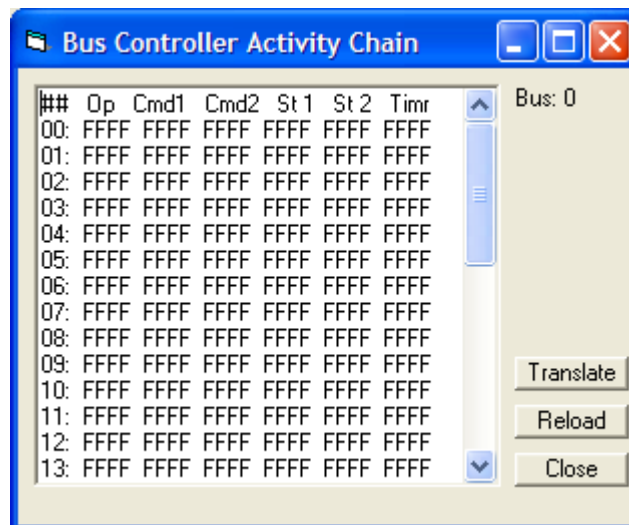 Bus Controller Activity Chain
## Op Cmd1 Cmd2 St 1 St 2 Timr
00: FFFF FFFF FFFF FFFF FFFF FFFF
01: FFFF FFFF FFFF FFFF FFFF FFFF
02: FFFF FFFF FFFF FFFF FFFF FFFF
03: FFFF FFFF FFFF FFFF FFFF FFFF
04: FFFF FFFF FFFF FFFF FFFF FFFF
05: FFFF FFFF FFFF FFFF FFFF FFFF
06: FFFF FFFF FFFF FFFF FFFF FFFF
07: FFFF FFFF FFFF FFFF FFFF FFFF
08: FFFF FFFF FFFF FFFF FFFF FFFF
09: FFFF FFFF FFFF FFFF FFFF FFFF
10: FFFF FFFF FFFF FFFF FFFF FFFF
11: FFFF FFFF FFFF FFFF FFFF FFFF
12: FFFF FFFF FFFF FFFF FFFF FFFF
13: FFFF FFFF FFFF FFFF FFFF FFFF
Bus: 0
Translate
Reload
Close